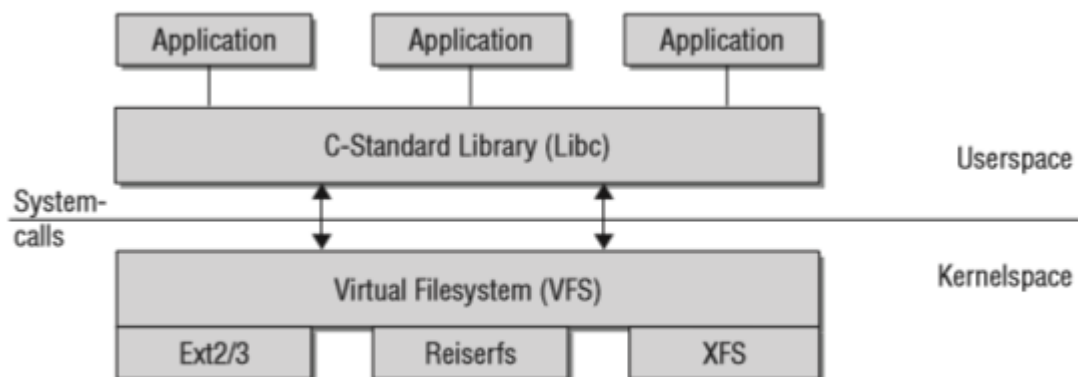 Application Application Application
C-Standard Library (Libc)
Userspace
System-
calls
Kernelspace
Virtual Filesystem (VFS)
Ext2/3 Reiserfs XFS